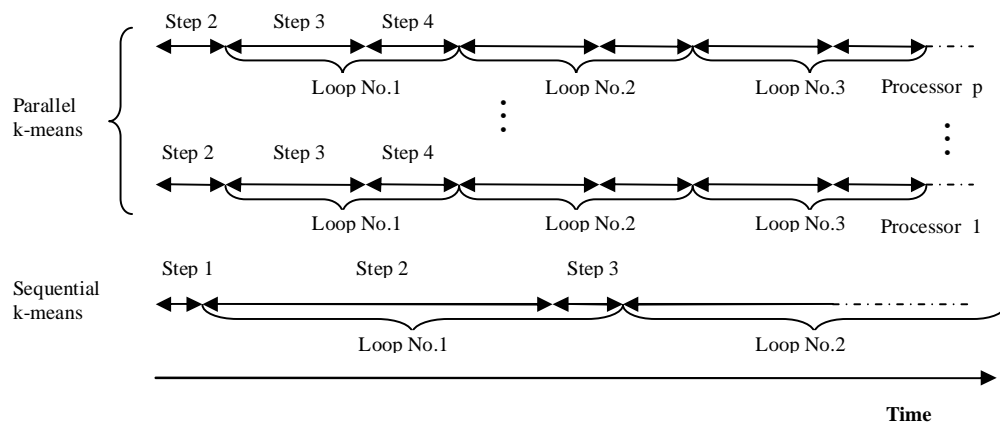 Step 2 Step 3 Step 4
Loop No.1 Loop No.2 Loop No.3 Processor p
Parallel
k-means
Step 2 Step 3 Step 4
Loop No.1 Loop No.2 Loop No.3 Processor 1
Step 1 Step 2 Step 3
Sequential
k-means
Loop No.1 Loop No.2
Time